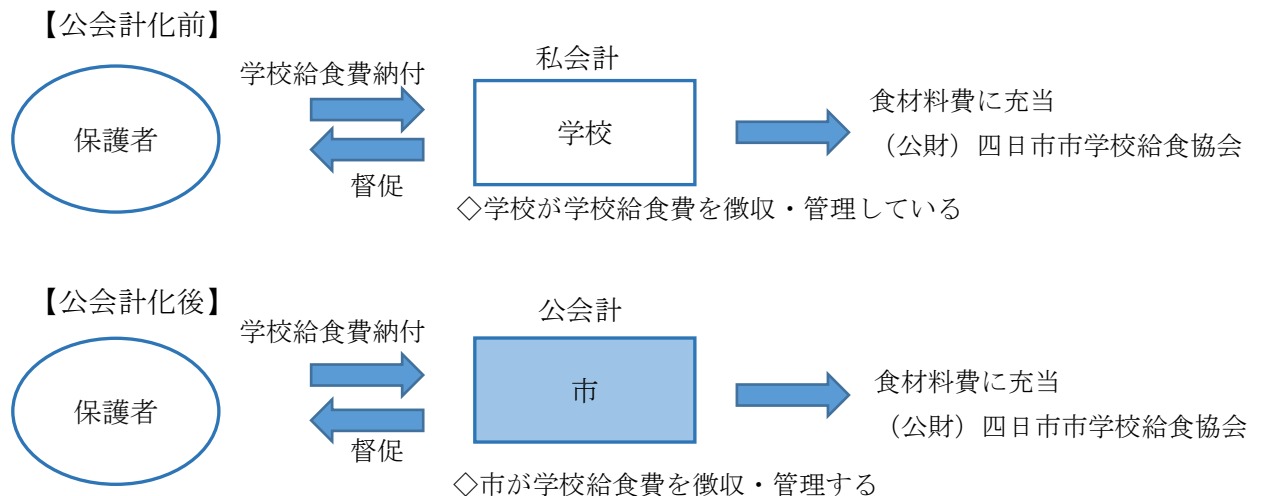 【公会計化前】
私会計
学校給食費納付
保護者
学校
督促
食材料費に充当
（公財）四日市市学校給食協会
◇学校が学校給食費を徴収・管理している
【公会計化後】
公会計
学校給食費納付
保護者
市
督促
食材料費に充当
（公財）四日市市学校給食協会
◇市が学校給食費を徴収・管理する